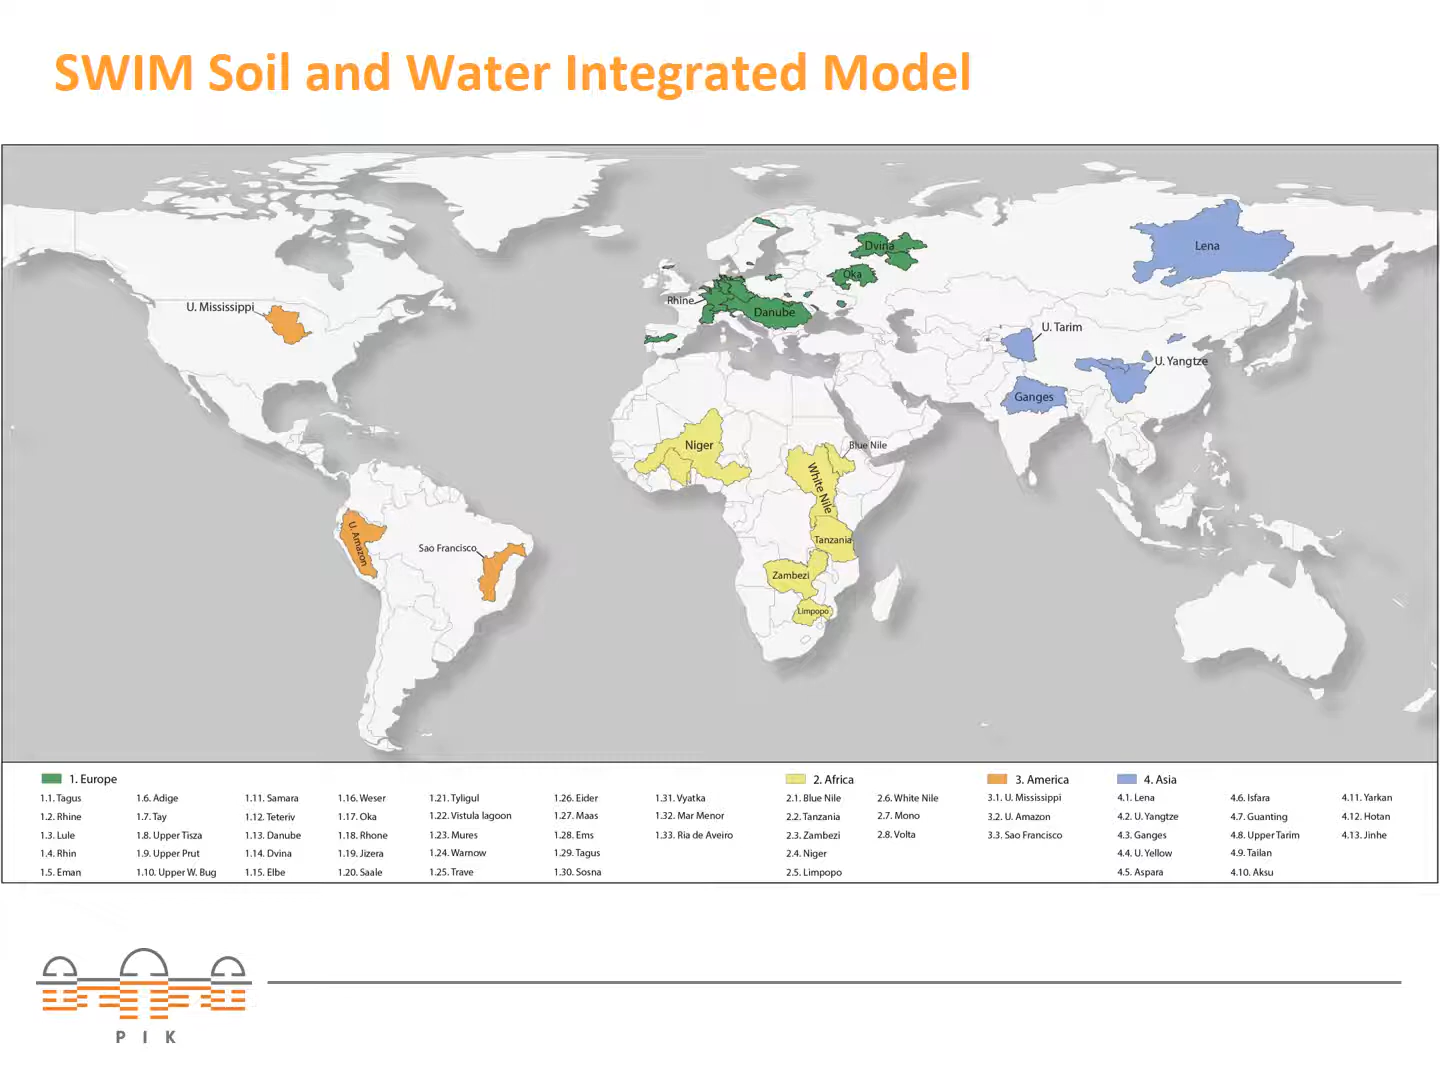 SWIM Soil and Water Integrated Model
U. Mississippi
U. Amazon
Sao Francisco
Rhine
Danube
Dvina
Oka
Niger
Blue Nile
White Nile
Tanzania
Zambezi
Limpopo
Lena
U. Tarim
U. Yangtze
Ganges
1. Europe
1.1. Tagus
1.2. Rhine
1.3. Lule
1.4. Rhin
1.5. Eman
1.6. Adige
1.7. Tay
1.8. Upper Tisza
1.9. Upper Prut
1.10. Upper W. Bug
1.11. Samara
1.12. Teteriv
1.13. Danube
1.14. Dvina
1.15. Elbe
1.16. Weser
1.17. Oka
1.18. Rhone
1.19. Jizera
1.20. Saale
1.21. Tyligul
1.22. Vistula lagoon
1.23. Mures
1.24. Warnow
1.25. Trave
1.26. Eider
1.27. Maas
1.28. Ems
1.29. Tagus
1.30. Sosna
1.31. Vyatka
1.32. Mar Menor
1.33. Ria de Aveiro
2. Africa
2.1. Blue Nile
2.2. Tanzania
2.3. Zambezi
2.4. Niger
2.5. Limpopo
2.6. White Nile
2.7. Mono
2.8. Volta
3. America
3.1. U. Mississippi
3.2. U. Amazon
3.3. Sao Francisco
4. Asia
4.1. Lena
4.2. U. Yangtze
4.3. Ganges
4.4. U. Yellow
4.5. Aspara
4.6. Isfara
4.7. Guanting
4.8. Upper Tarim
4.9. Tailan
4.10. Aksu
4.11. Yarkan
4.12. Hotan
4.13. Jinhe
P I K